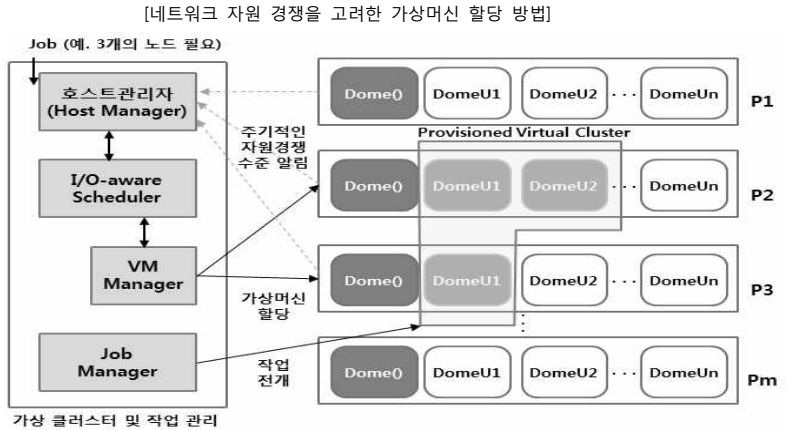 [네트워크 자원 경쟁을 고려한 가상머신 할당 방법]
Job (예. 3개의 노드 필요)
호스트관리자
(Host Manager)
I/O-aware
Scheduler
VM
Manager
Job
Manager
가상 클러스터 및 작업 관리
주기적인
자원경쟁
수준 알림
가상머신
할당
작업
전개
Dome() DomeU1 DomeU2 ... DomeUn P1
Provisioned Virtual Cluster
Dome() DomeU1 DomeU2 ... DomeUn P2
Dome() DomeU1 DomeU2 ... DomeUn P3
Dome() DomeU1 DomeU2 ... DomeUn Pm